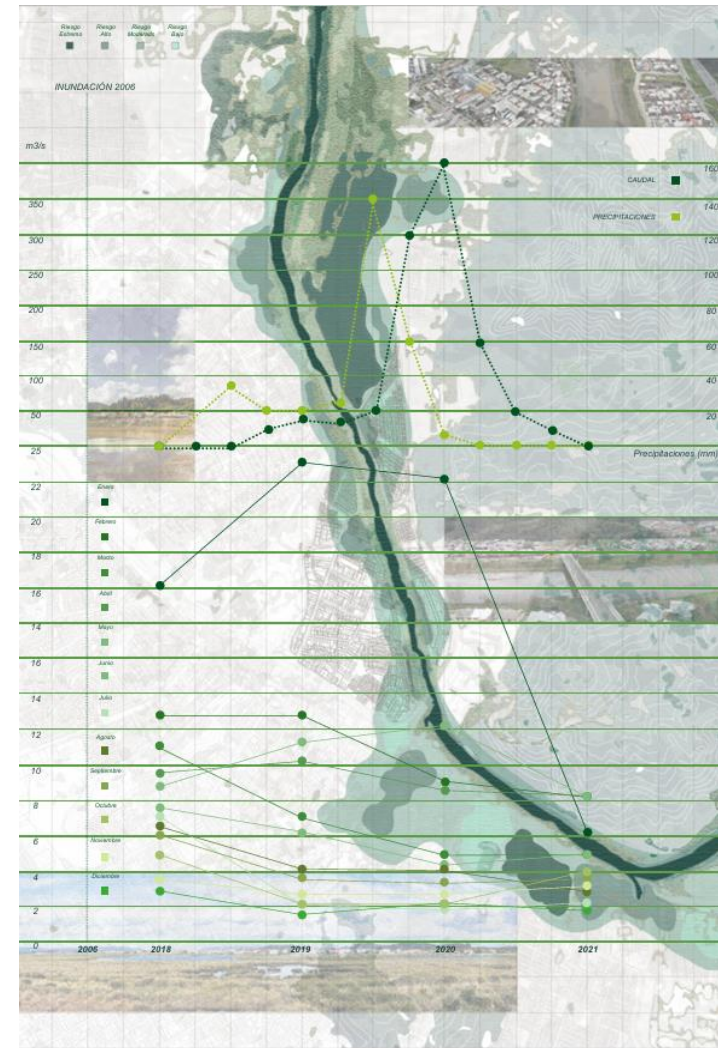 Riesgo Extremo
Riesgo Alto
Riesgo Moderado
Riesgo Bajo
INUNDACIÓN 2006
m3/s
160
CAUDAL
350
140
PRECIPITACIONES
300
120
250
100
200
80
150
60
100
40
50
20
25
Precipitaciones (mm)
22
Enero
20
Febrero
18
Marzo
16
Abril
14
Mayo
16
Junio
14
Julio
12
Agosto
10
Septiembre
8
Octubre
6
Noviembre
4
Diciembre
2
0
2006
2018
2019
2020
2021